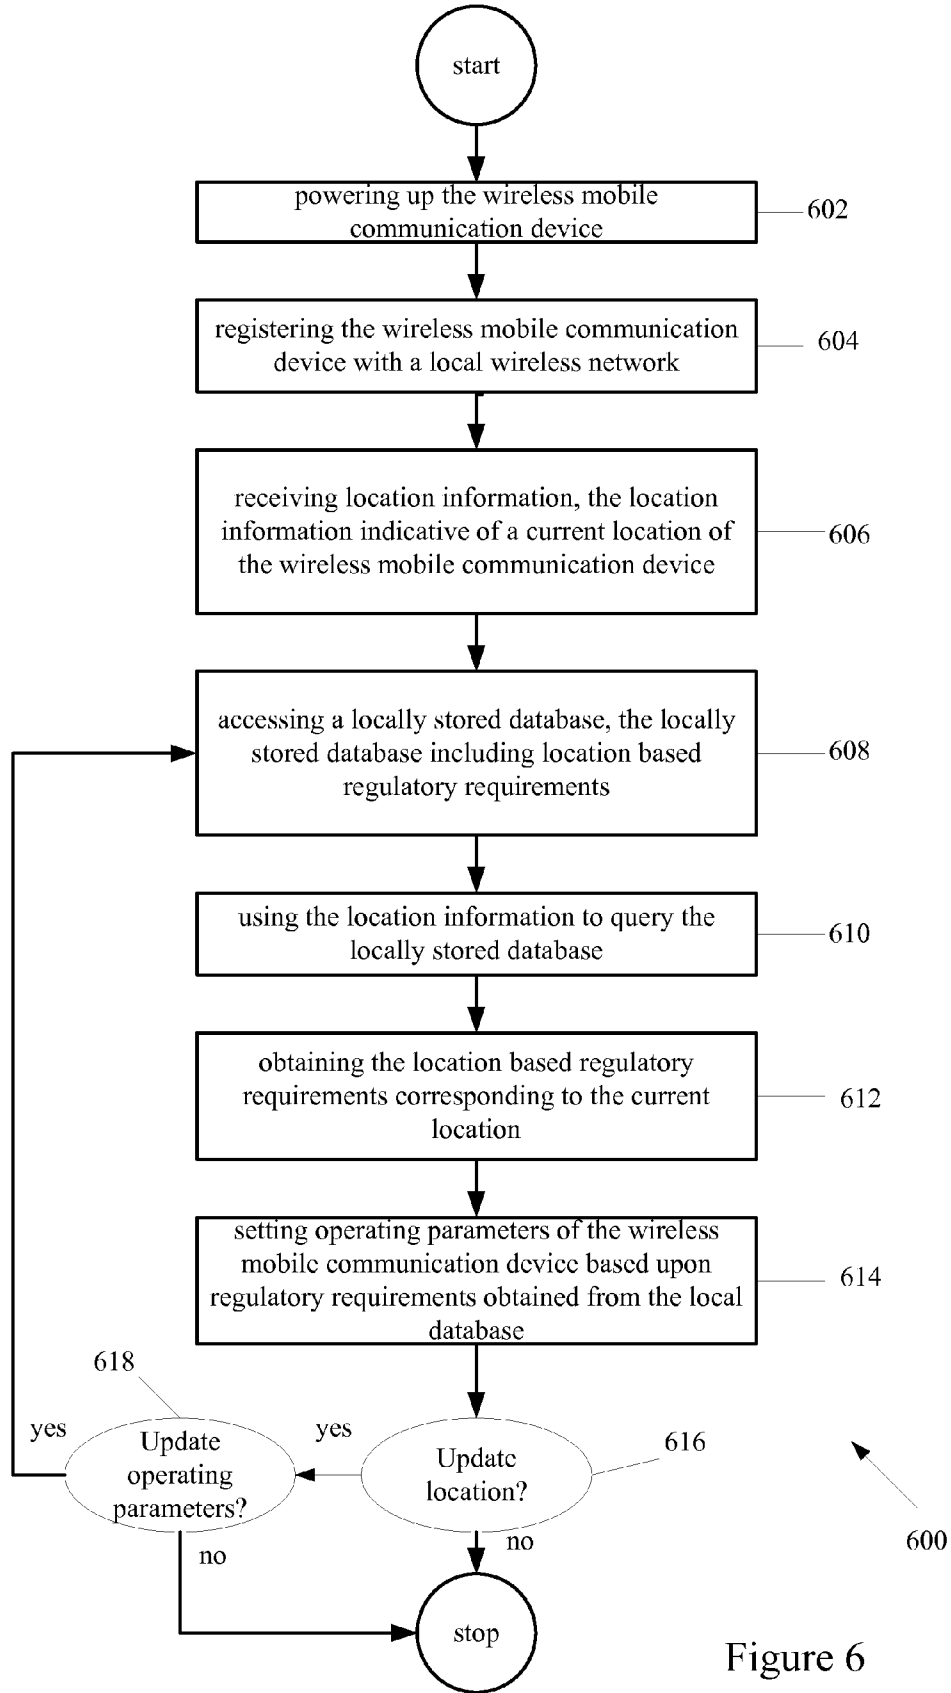 start
powering up the wireless mobile
communication device
602
registering the wireless mobile communication
device with a local wireless network
604
receiving location information, the location
information indicative of a current location of
the wireless mobile communication device
606
accessing a locally stored database, the locally
stored database including location based
regulatory requirements
608
using the location information to query the
locally stored database
610
obtaining the location based regulatory
requirements corresponding to the current
location
612
setting operating parameters of the wireless
mobile communication device based upon
regulatory requirements obtained from the local
database
614
618
yes
Update
operating
parameters?
yes
Update
location?
616
no
no
600
stop
Figure 6